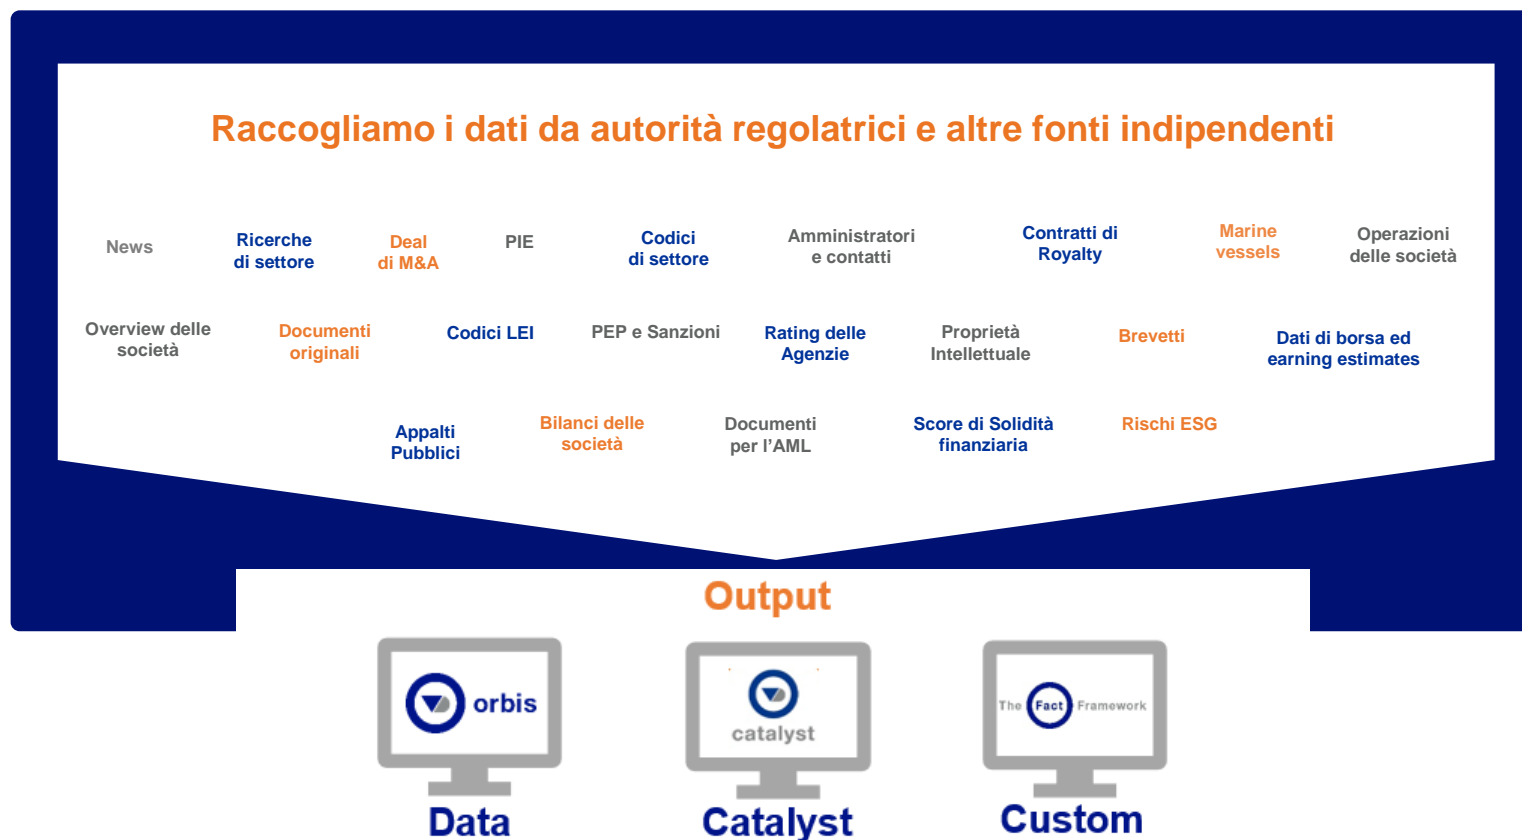 Raccogliamo i dati da autorità regolatrici e altre fonti indipendenti
News
Ricerche
di settore
Deal
di M&A
PIE
Codici
di settore
Amministratori
e contatti
Contratti di
Royalty
Marine
vessels
Operazioni
delle società
Overview delle
società
Documenti
originali
Codici LEI
PEP e Sanzioni
Rating delle
Agenzie
Proprietà
Intellettuale
Brevetti
Dati di borsa ed
earning estimates
Appalti
Pubblici
Bilanci delle
società
Documenti
per l’AML
Score di Solidità
finanziaria
Rischi ESG
Output
orbis
catalyst
The Fact Framework
Data
Catalyst
Custom